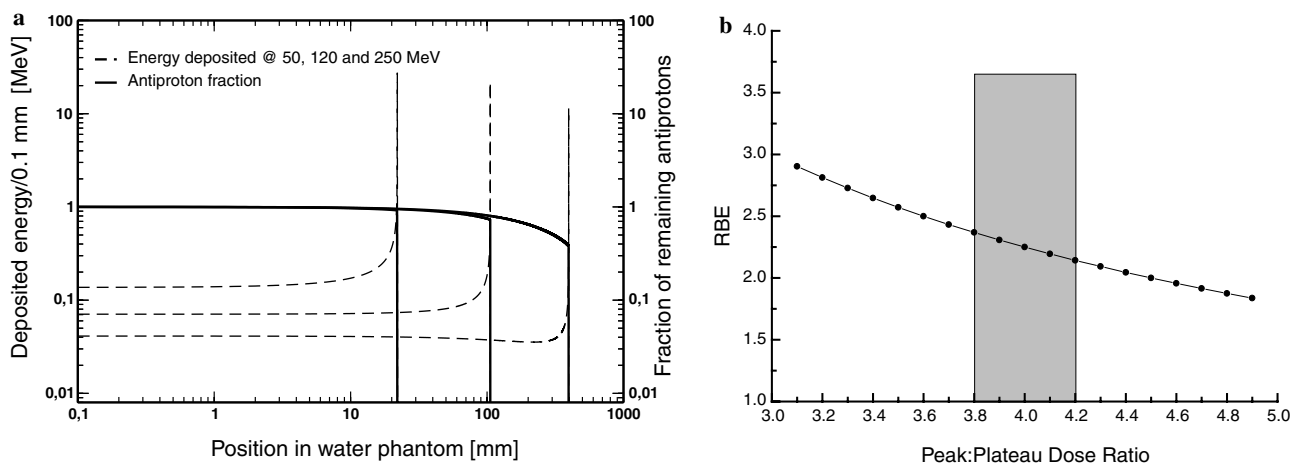 a
100
10
1
0,1
0,01
Deposited energy/0.1 mm [MeV]
Energy deposited @ 50, 120 and 250 MeV
Antiproton fraction
100
10
1
0,1
0,01
Fraction of remaining antiprotons
0,1 1 10 100 1000
Position in water phantom [mm]
b
4.0
3.5
3.0
2.5
2.0
1.5
1.0
RBE
3.0 3.2 3.4 3.6 3.8 4.0 4.2 4.4 4.6 4.8 5.0
Peak:Plateau Dose Ratio